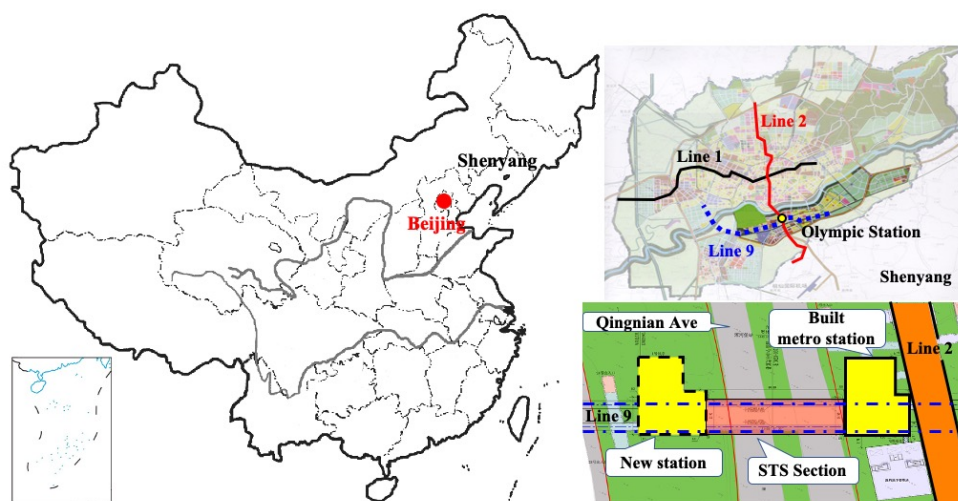 Shenyang
Beijing
Line 2
Line 1
Olympic Station
Line 9
Shenyang
Qingnian Ave
Built
metro station
Line 2
Line 9
New station
STS Section